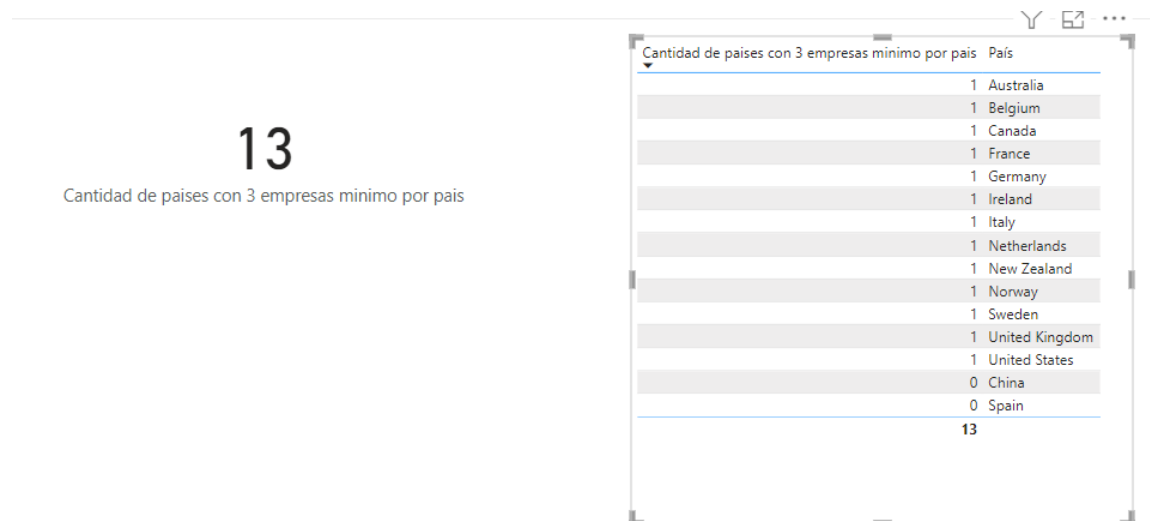 13
Cantidad de paises con 3 empresas minimo por pais
Cantidad de paises con 3 empresas minimo por pais País
1 Australia
1 Belgium
1 Canada
1 France
1 Germany
1 Ireland
1 Italy
1 Netherlands
1 New Zealand
1 Norway
1 Sweden
1 United Kingdom
1 United States
0 China
0 Spain
13